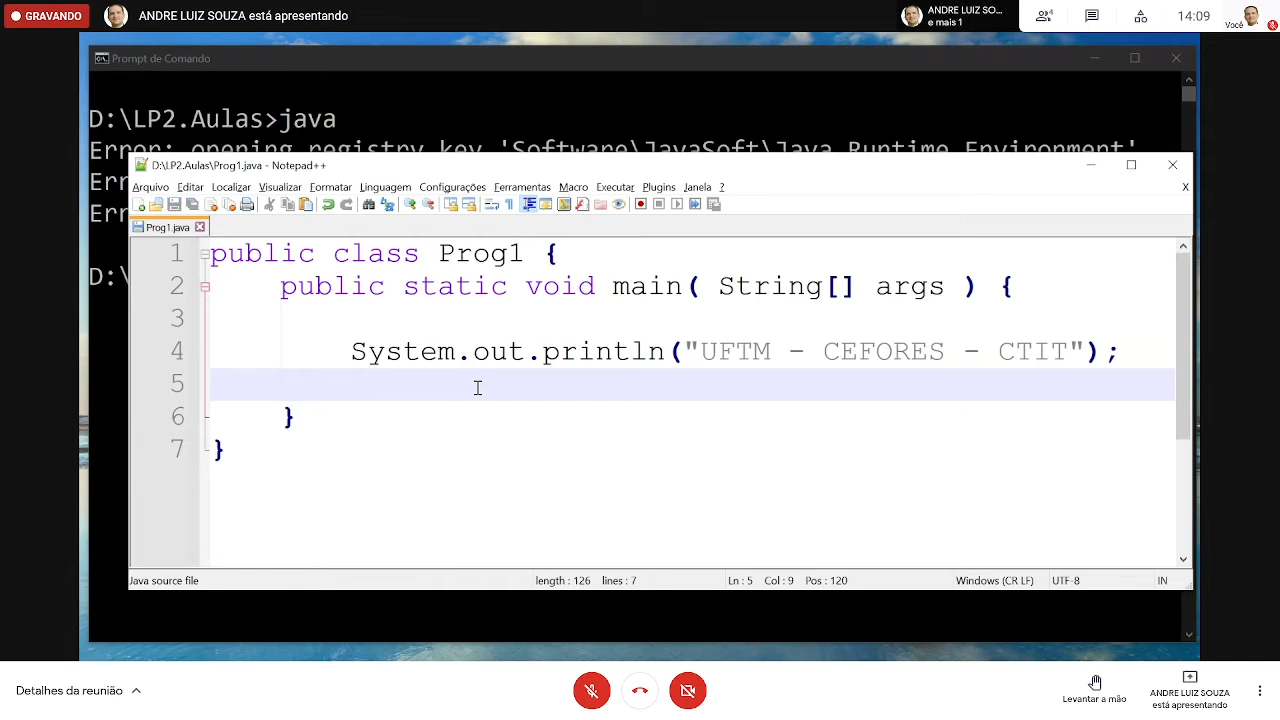 GRAVANDO
ANDRE LUIZ SOUZA está apresentando
ANDRE LUIZ SO...
e mais 1
4
14:09
Você
Prompt de Comando
D:\LP2.Aulas>java
Error: opening registry key 'Software\JavaSoft\Java Runtime Environment'
D:\LP2.Aulas\Prog1.java - Notepad++
Err
Arquivo Editar Localizar Visualizar Formatar Linguagem Configurações Ferramentas Macro Executar Plugins Janela ? X
Err
Prog1.java
D:\
1 public class Prog1 {
2 public static void main( String[] args ) {
3
4 System.out.println("UFTM - CEFORES - CTIT");
5
6 }
7 }
Java source file length : 126 lines : 7 Ln : 5 Col : 9 Pos : 120 Windows (CR LF) UTF-8 IN
Detalhes da reunião
Levantar a mão
ANDRE LUIZ SOUZA
está apresentando